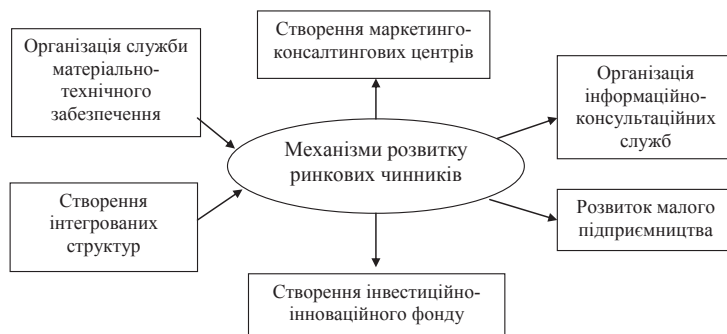 Організація служби
матеріально-
технічного
забезпечення
Створення маркетинго-
консалтингових центрів
Організація
інформаційно-
консультаційних
служб
Механізми розвитку
ринкових чинників
Створення
інтегрованих
структур
Розвиток малого
підприємництва
Створення інвестиційно-
інноваційного фонду